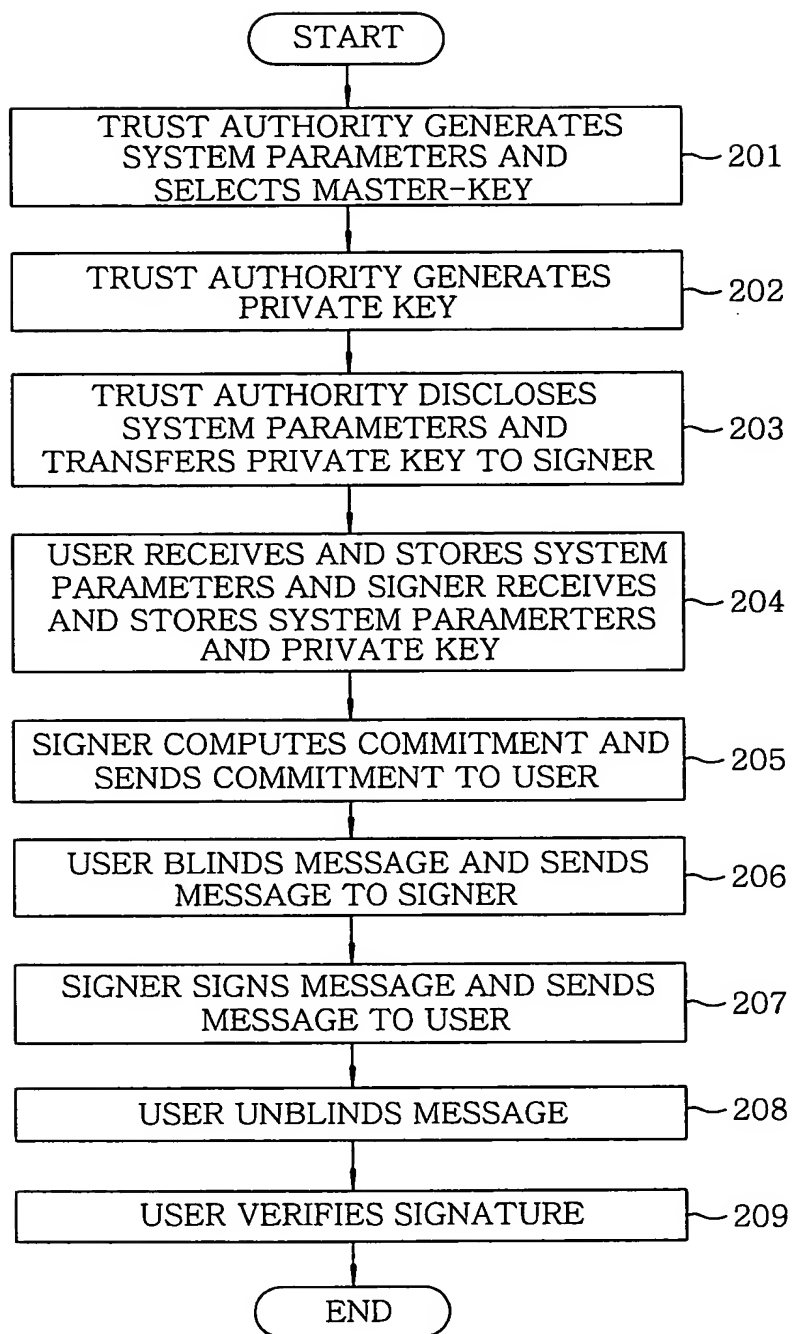 START
TRUST AUTHORITY GENERATES
SYSTEM PARAMETERS AND
SELECTS MASTER-KEY
201
TRUST AUTHORITY GENERATES
PRIVATE KEY
202
TRUST AUTHORITY DISCLOSES
SYSTEM PARAMETERS AND
TRANSFERS PRIVATE KEY TO SIGNER
203
USER RECEIVES AND STORES SYSTEM
PARAMETERS AND SIGNER RECEIVES
AND STORES SYSTEM PARAMERTERS
AND PRIVATE KEY
204
SIGNER COMPUTES COMMITMENT AND
SENDS COMMITMENT TO USER
205
USER BLINDS MESSAGE AND SENDS
MESSAGE TO SIGNER
206
SIGNER SIGNS MESSAGE AND SENDS
MESSAGE TO USER
207
USER UNBLINDS MESSAGE
208
USER VERIFIES SIGNATURE
209
END